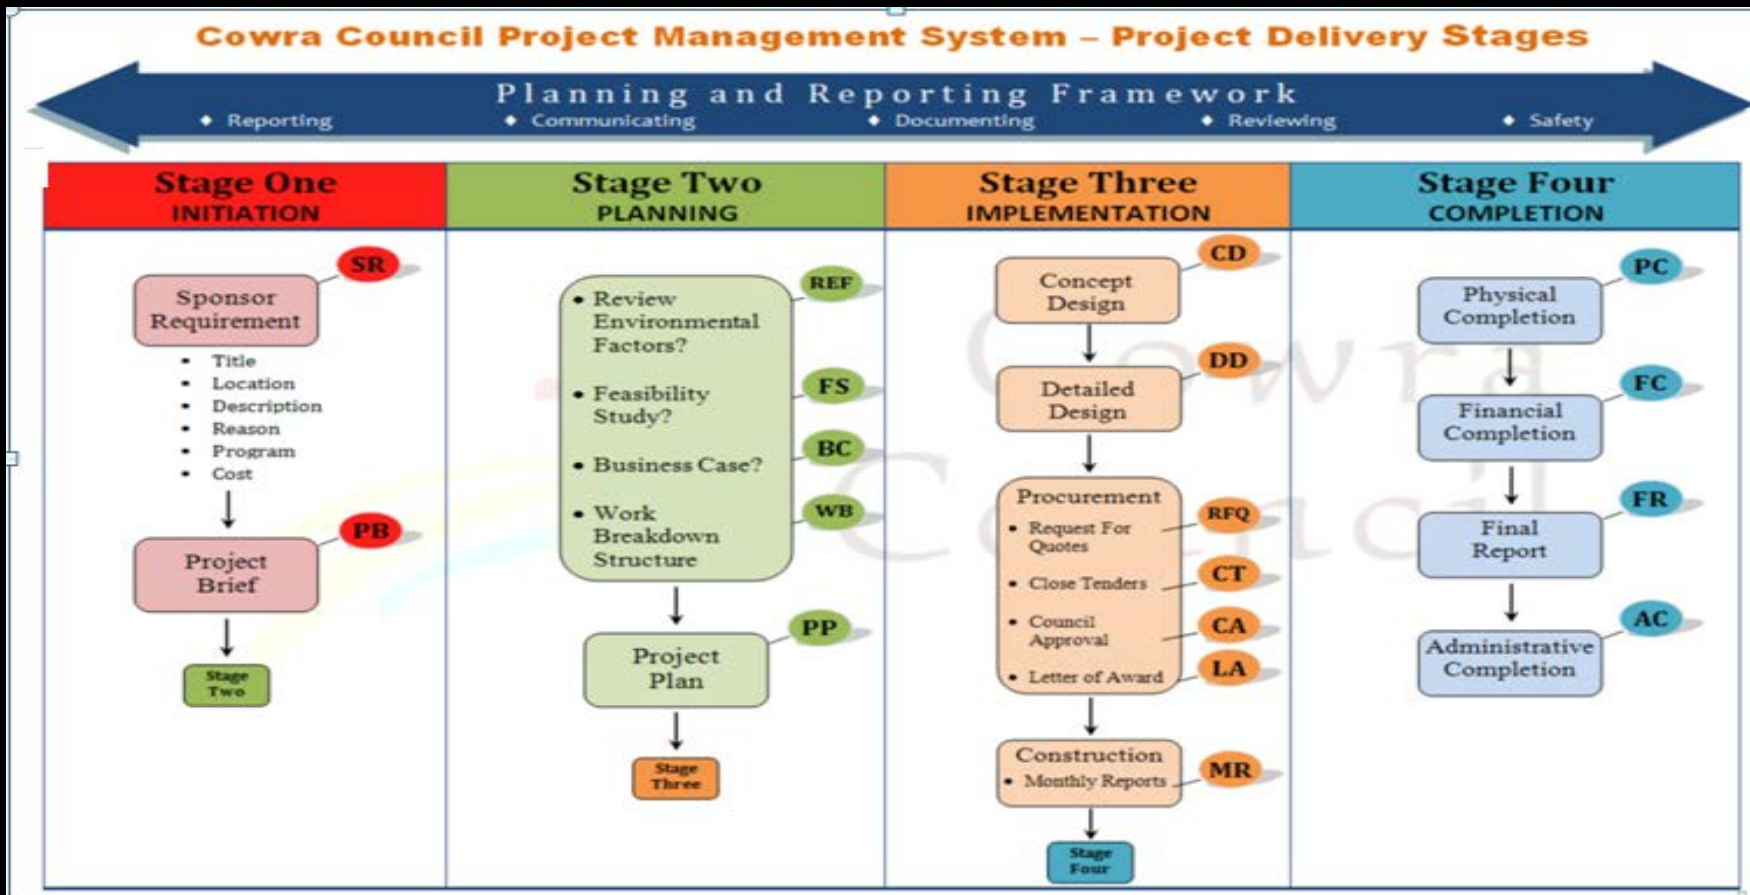 Cowra Council Project Management System – Project Delivery Stages
Planning and Reporting Framework
◆ Reporting ◆ Communicating ◆ Documenting ◆ Reviewing ◆ Safety
Stage One
INITIATION
SR
Sponsor
Requirement
• Title
• Location
• Description
• Reason
• Program
• Cost
PB
Project
Brief
Stage
Two
Stage Two
PLANNING
REF
• Review
Environmental
Factors?
FS
• Feasibility
Study?
BC
• Business Case?
WB
• Work
Breakdown
Structure
PP
Project
Plan
Stage
Three
Stage Three
IMPLEMENTATION
CD
Concept
Design
DD
Detailed
Design
Procurement
RFQ
• Request For
Quotes
CT
• Close Tenders
CA
• Council
Approval
LA
• Letter of Award
Construction
MR
• Monthly Reports
Stage
Four
Stage Four
COMPLETION
PC
Physical
Completion
FC
Financial
Completion
FR
Final
Report
AC
Administrative
Completion
Cowra
Council